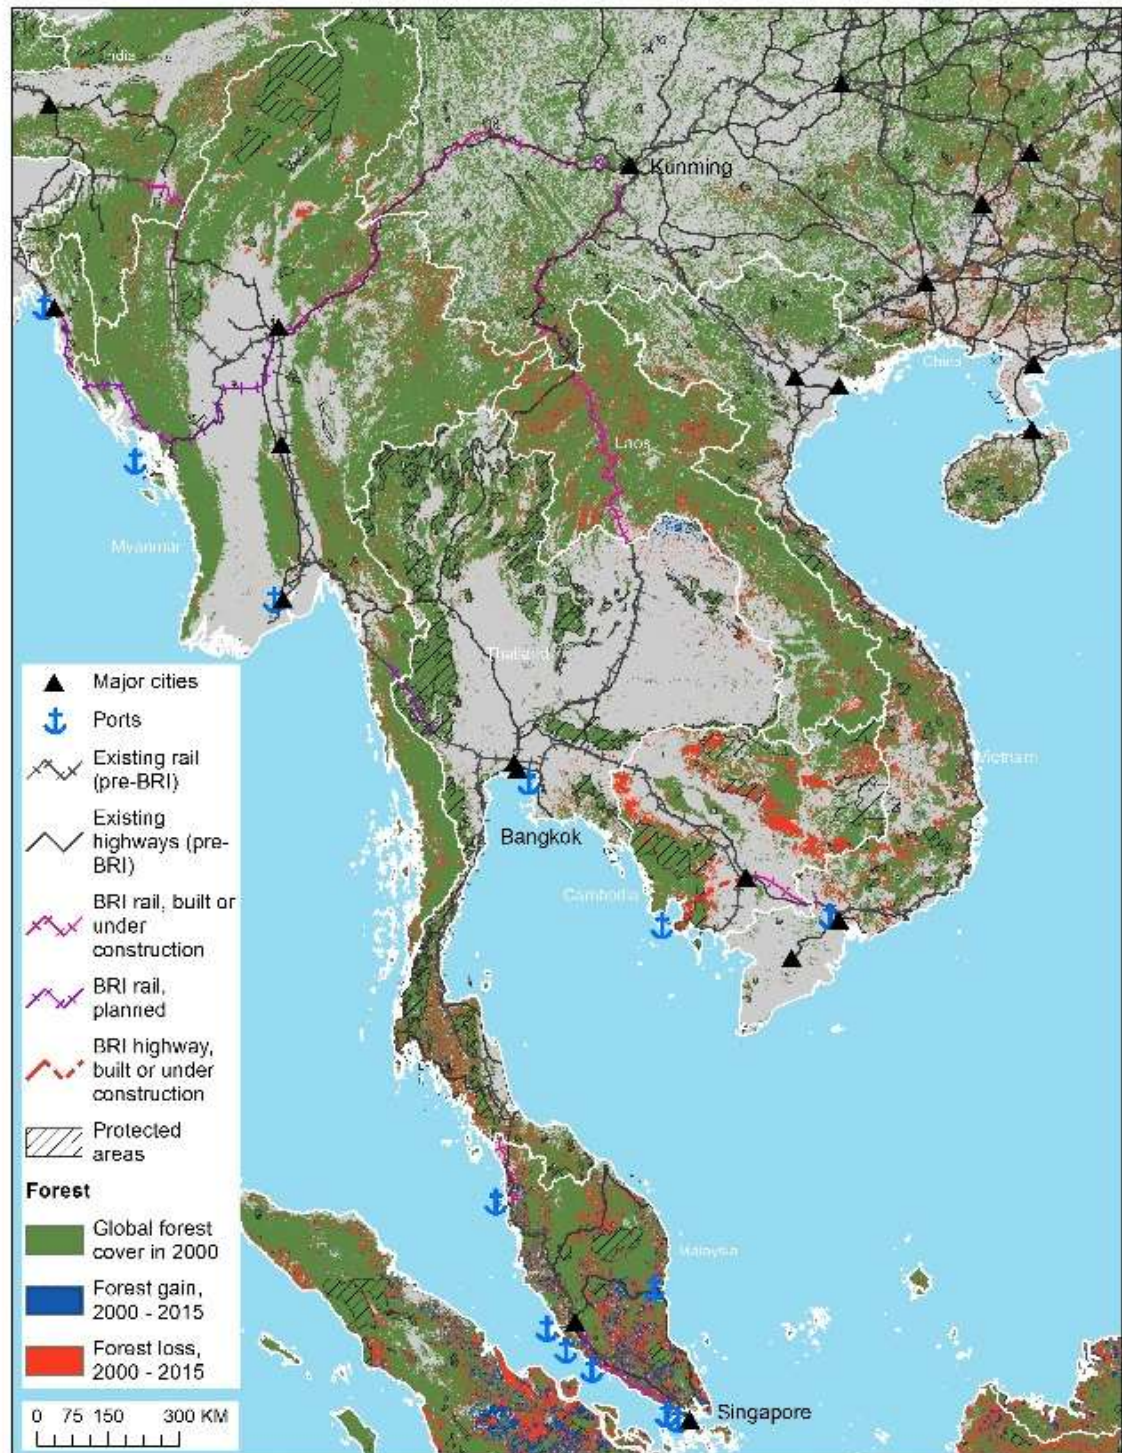 India
Kunming
China
Laos
Myanmar
Thailand
Vietnam
Bangkok
Cambodia
Malaysia
Singapore
Major cities
Ports
Existing rail
(pre-BRI)
Existing
highways (pre-
BRI)
BRI rail, built or
under
construction
BRI rail,
planned
BRI highway,
built or under
construction
Protected
areas
Forest
Global forest
cover in 2000
Forest gain,
2000 - 2015
Forest loss,
2000 - 2015
0 75 150 300 KM